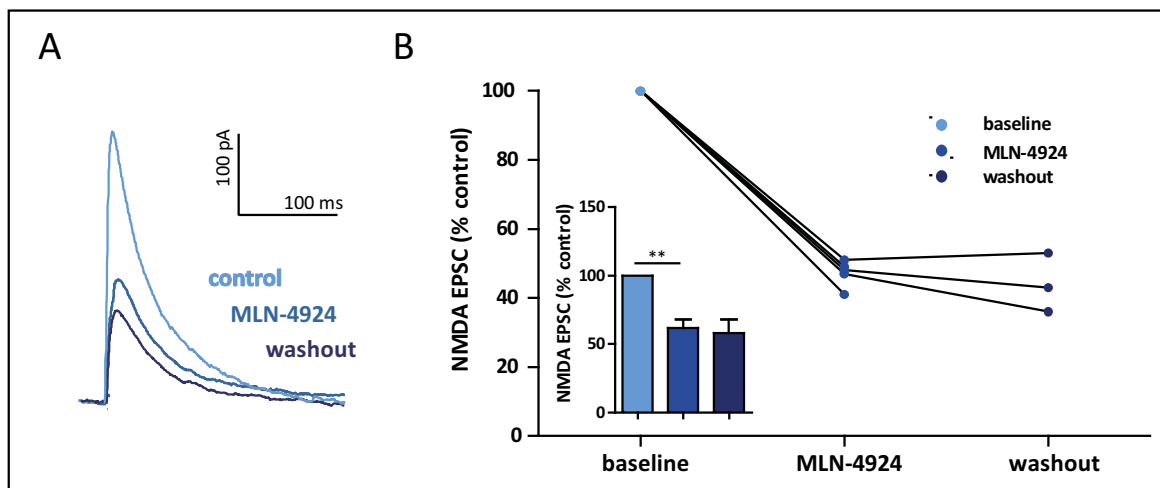 A
100 pA
100 ms
control
MLN-4924
washout
B
NMDA EPSC (% control)
100
80
60
40
20
0
baseline
MLN-4924
washout
baseline
MLN-4924
washout
NMDA EPSC (% control)
150
100
50
0
**